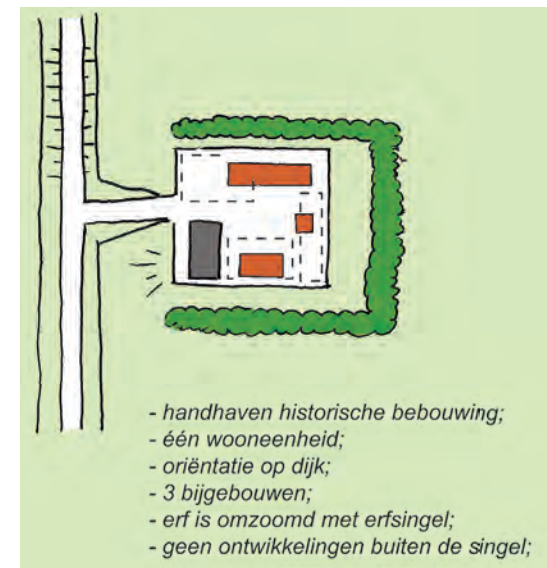 - handhaven historische bebouwing;
- één wooneenheid;
- oriëntatie op dijk;
- 3 bijgebouwen;
- erf is omzoomd met erfsingel;
- geen ontwikkelingen buiten de singel;